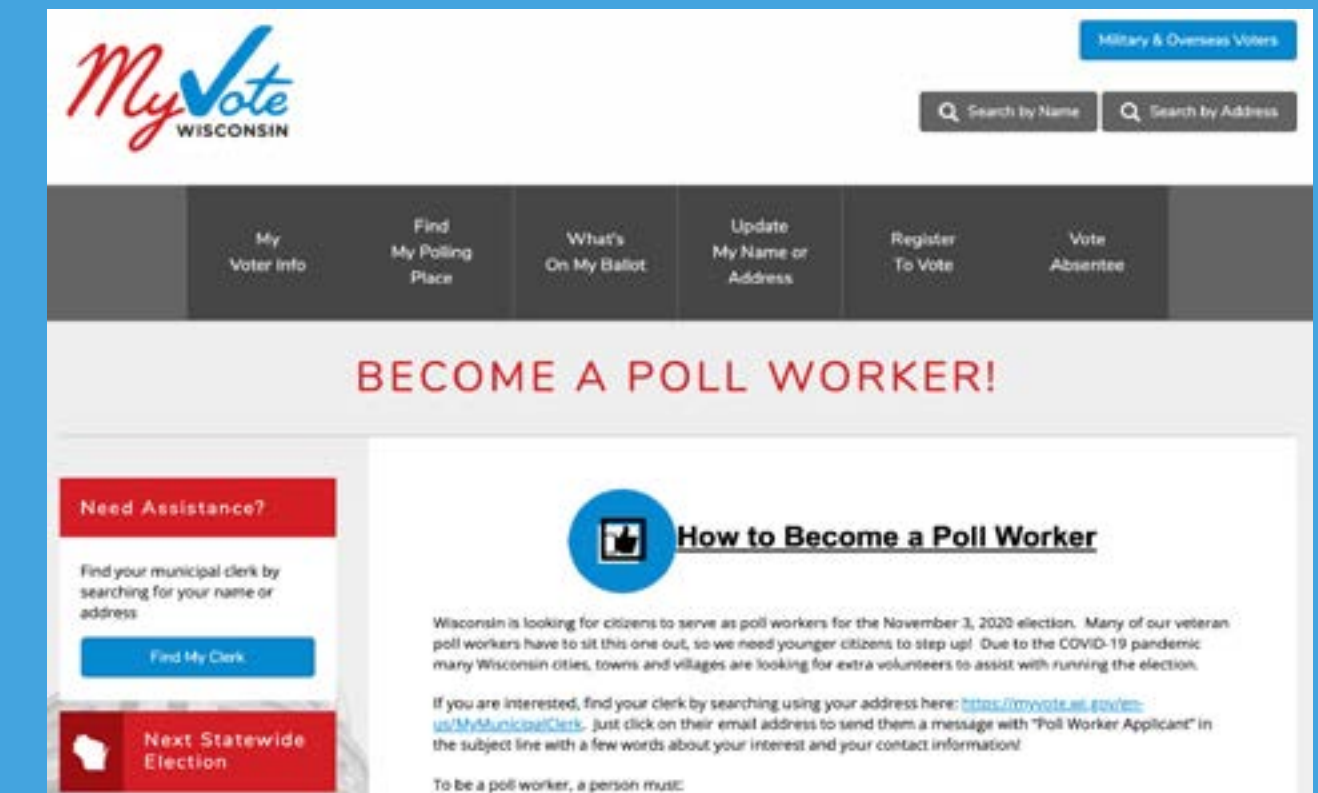 My Vote
WISCONSIN
Military & Overseas Voters
Search by Name
Search by Address
My
Voter Info
Find
My Polling
Place
What's
On My Ballot
Update
My Name or
Address
Register
To Vote
Vote
Absentee
BECOME A POLL WORKER!
Need Assistance?
Find your municipal clerk by
searching for your name or
address
Find My Clerk
Next Statewide
Election
How to Become a Poll Worker
Wisconsin is looking for citizens to serve as poll workers for the November 3, 2020 election. Many of our veteran
poll workers have to sit this one out, so we need younger citizens to step up! Due to the COVID-19 pandemic
many Wisconsin cities, towns and villages are looking for extra volunteers to assist with running the election.
If you are interested, find your clerk by searching using your address here: https://myvote.wi.gov/en-
us/MyMunicipalClerk. Just click on their email address to send them a message with "Poll Worker Applicant" in
the subject line with a few words about your interest and your contact information!
To be a poll worker, a person must: